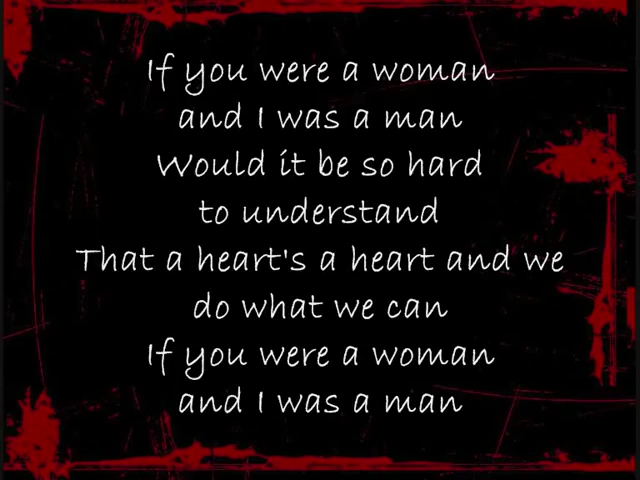 If you were a woman
and I was a man
Would it be so hard
to understand
That a heart's a heart and we
do what we can
If you were a woman
and I was a man